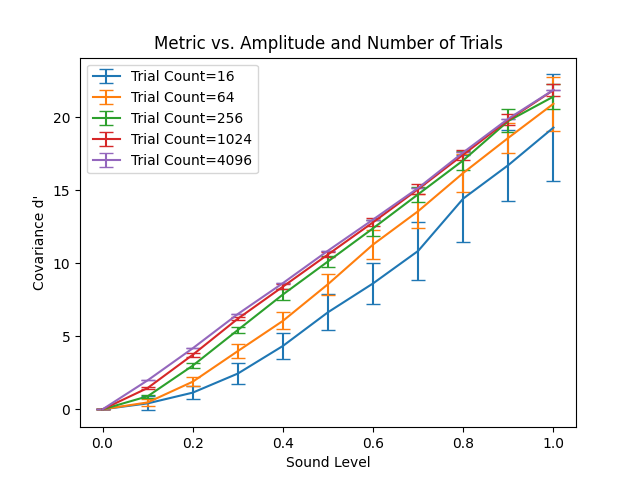 Metric vs. Amplitude and Number of Trials
Trial Count=16
Trial Count=64
Trial Count=256
Trial Count=1024
Trial Count=4096
20
15
10
5
0
Covariance d'
0.0 0.2 0.4 0.6 0.8 1.0
Sound Level